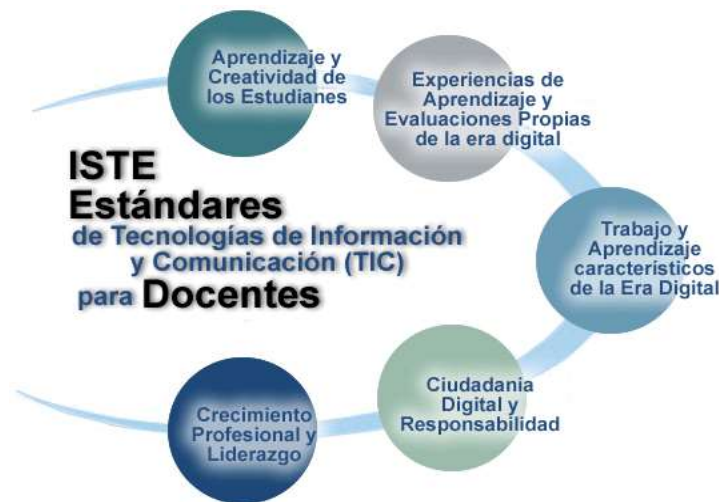 Aprendizaje y
Creatividad de
los Estudianes
Experiencias de
Aprendizaje y
Evaluaciones Propias
de la era digital
ISTE
Estándares
de Tecnologías de Información
y Comunicación (TIC)
para Docentes
Trabajo y
Aprendizaje
característicos
de la Era Digital
Ciudadania
Digital y
Responsabilidad
Crecimiento
Profesional y
Liderazgo